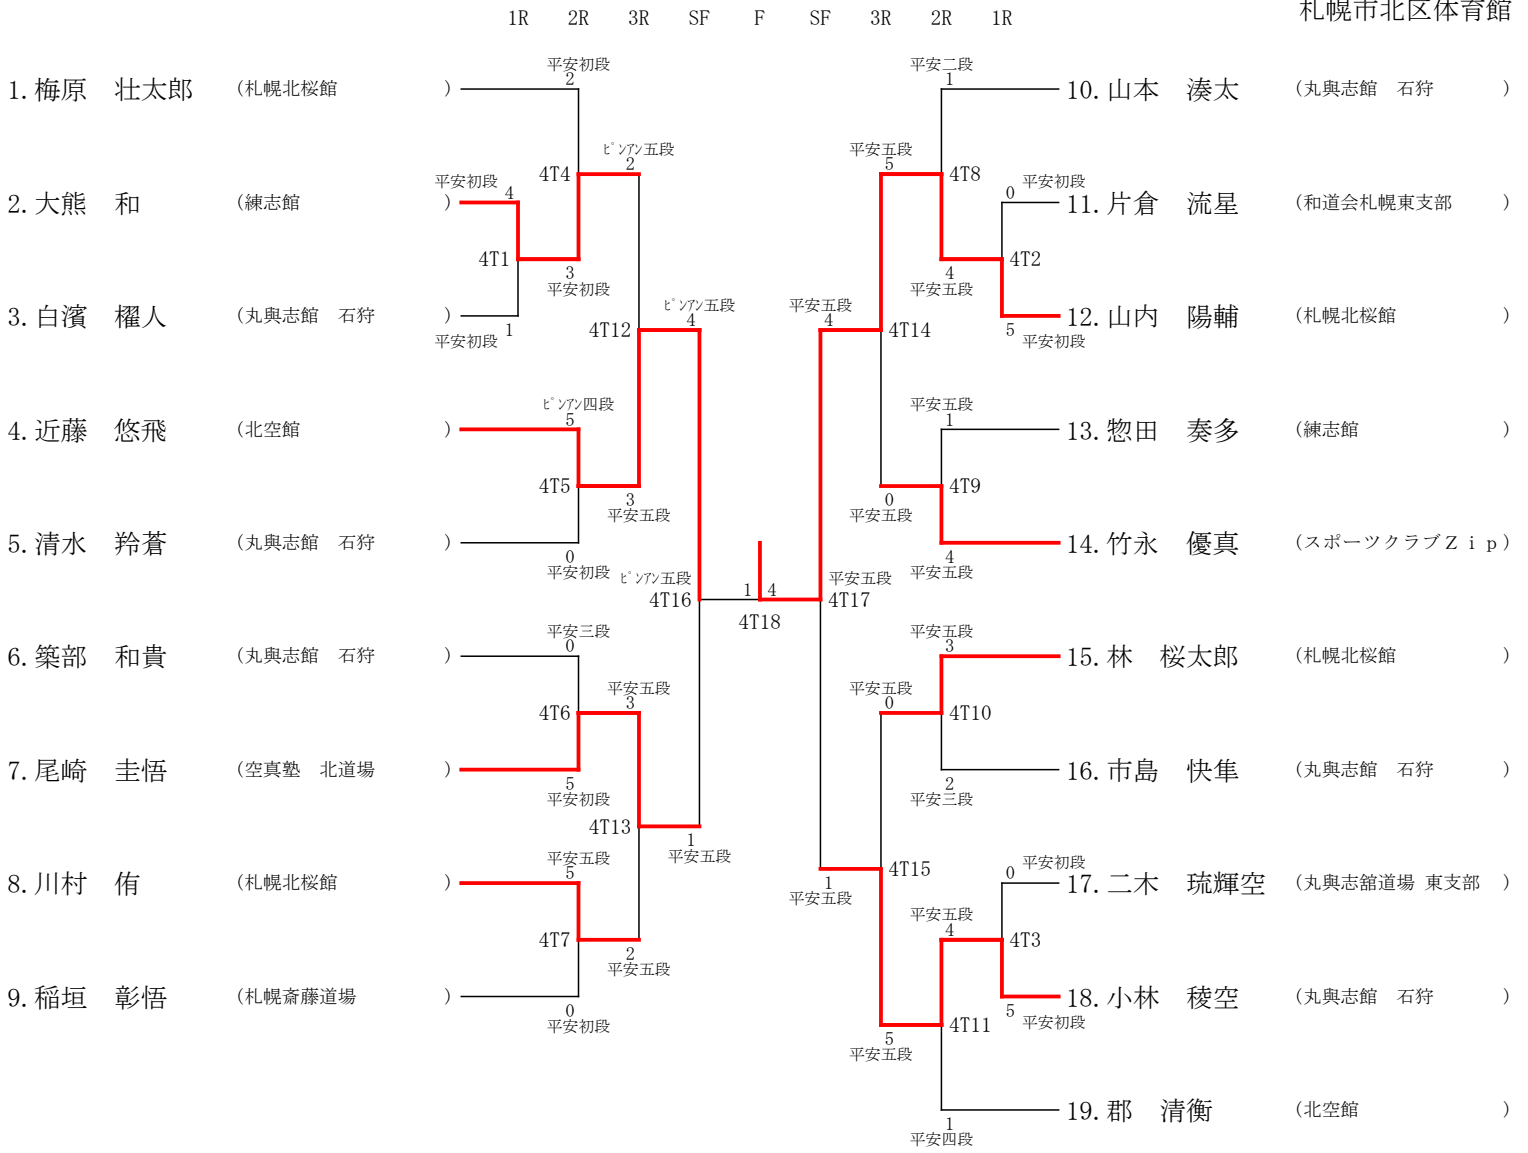 札幌市北区体育館
1R 2R 3R SF F SF 3R 2R 1R
平安初段 平安二段
2 1
1. 梅原 壮太郎 (札幌北桜館 ) 10. 山本 湊太 (丸與志館 石狩 )
ピンアン五段 平安五段
2 5
4T4 4T8
平安初段 平安初段
4 0
2. 大熊 和 (練志館 ) 11. 片倉 流星 (和道会札幌東支部 )
4T1 4T2
3 4
平安初段 平安五段
ピンアン五段 平安五段
4 4
3. 白濱 櫂人 (丸與志館 石狩 ) 12. 山内 陽輔 (札幌北桜館 )
1 4T12 4T14 5
平安初段 平安初段
ピンアン四段 平安五段
5 1
4. 近藤 悠飛 (北空館 ) 13. 惣田 奏多 (練志館 )
4T5 4T9
3 0
平安五段 平安五段
5. 清水 羚蒼 (丸與志館 石狩 ) 14. 竹永 優真 (スポーツクラブZip)
0 4
平安初段 平安五段
ピンアン五段 平安五段
1 4
4T16 4T17
4T18
平安三段 平安五段
0 3
6. 築部 和貴 (丸與志館 石狩 ) 15. 林 桜太郎 (札幌北桜館 )
平安五段 平安五段
3 0
4T6 4T10
7. 尾崎 圭悟 (空真塾 北道場 ) 16. 市島 快隼 (丸與志館 石狩 )
5 2
平安初段 平安三段
4T13
1
平安五段
平安五段 平安初段
5 0
4T15
8. 川村 侑 (札幌北桜館 ) 17. 二木 琉輝空 (丸與志舘道場 東支部 )
1
平安五段
平安五段
4
4T7 4T3
2
平安五段
9. 稲垣 彰悟 (札幌斎藤道場 ) 18. 小林 稜空 (丸與志館 石狩 )
0 5
平安初段 平安初段
4T11
5
平安五段
19. 郡 清衡 (北空館 )
1
平安四段